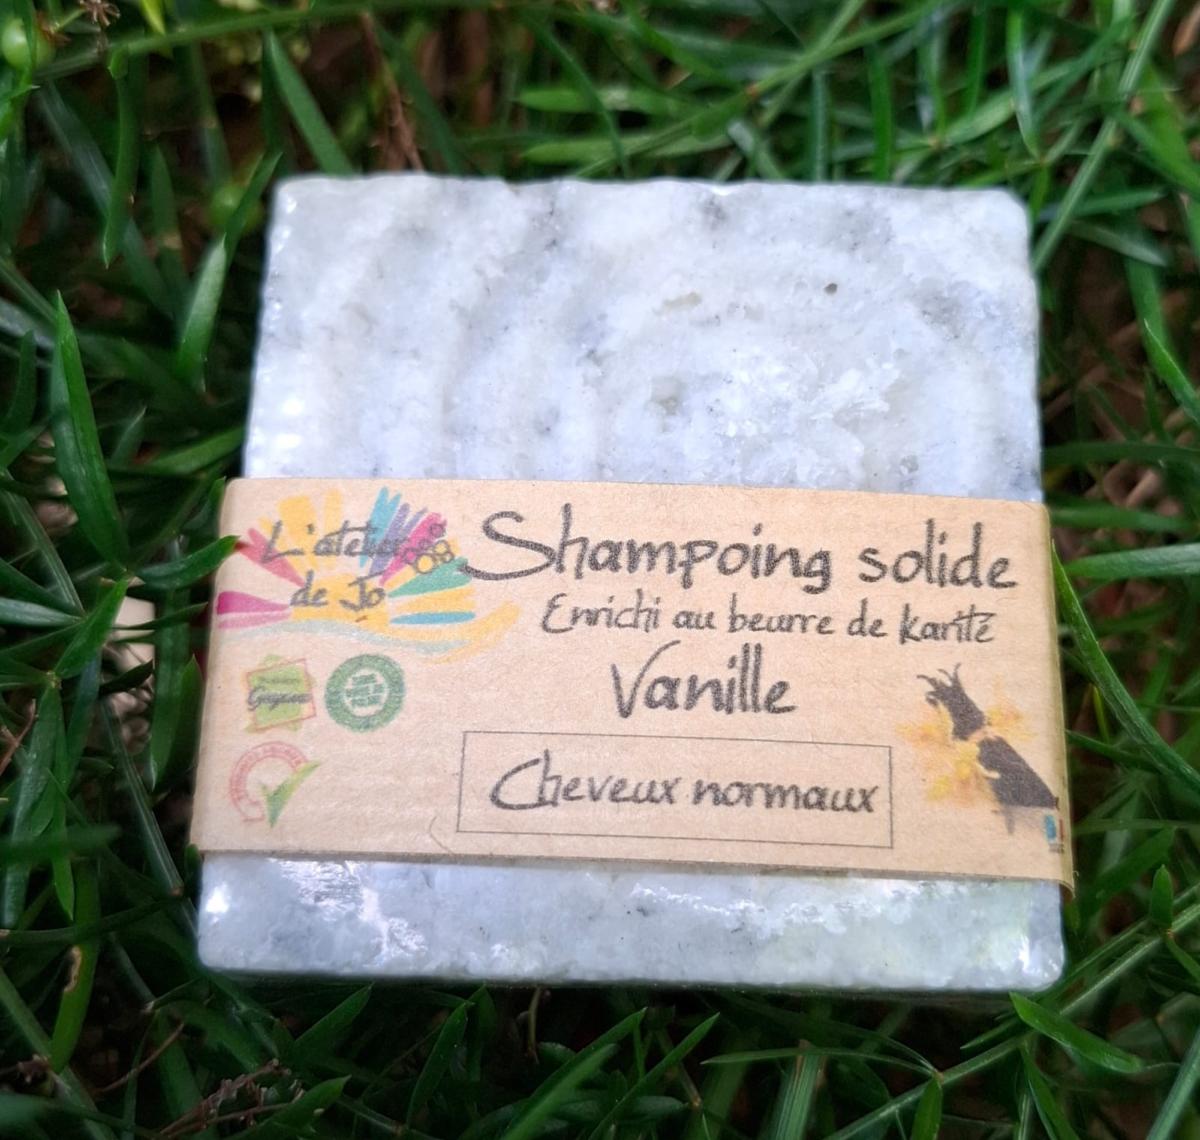 L'atelier
de Jo
Shampoing solide
Enrichi au beurre de karité
Vanille
Cheveux normaux